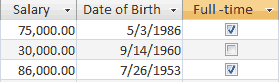 Salary Date of Birth Full -time
75,000.00 5/3/1986
30,000.00 9/14/1960
86,000.00 7/26/1953